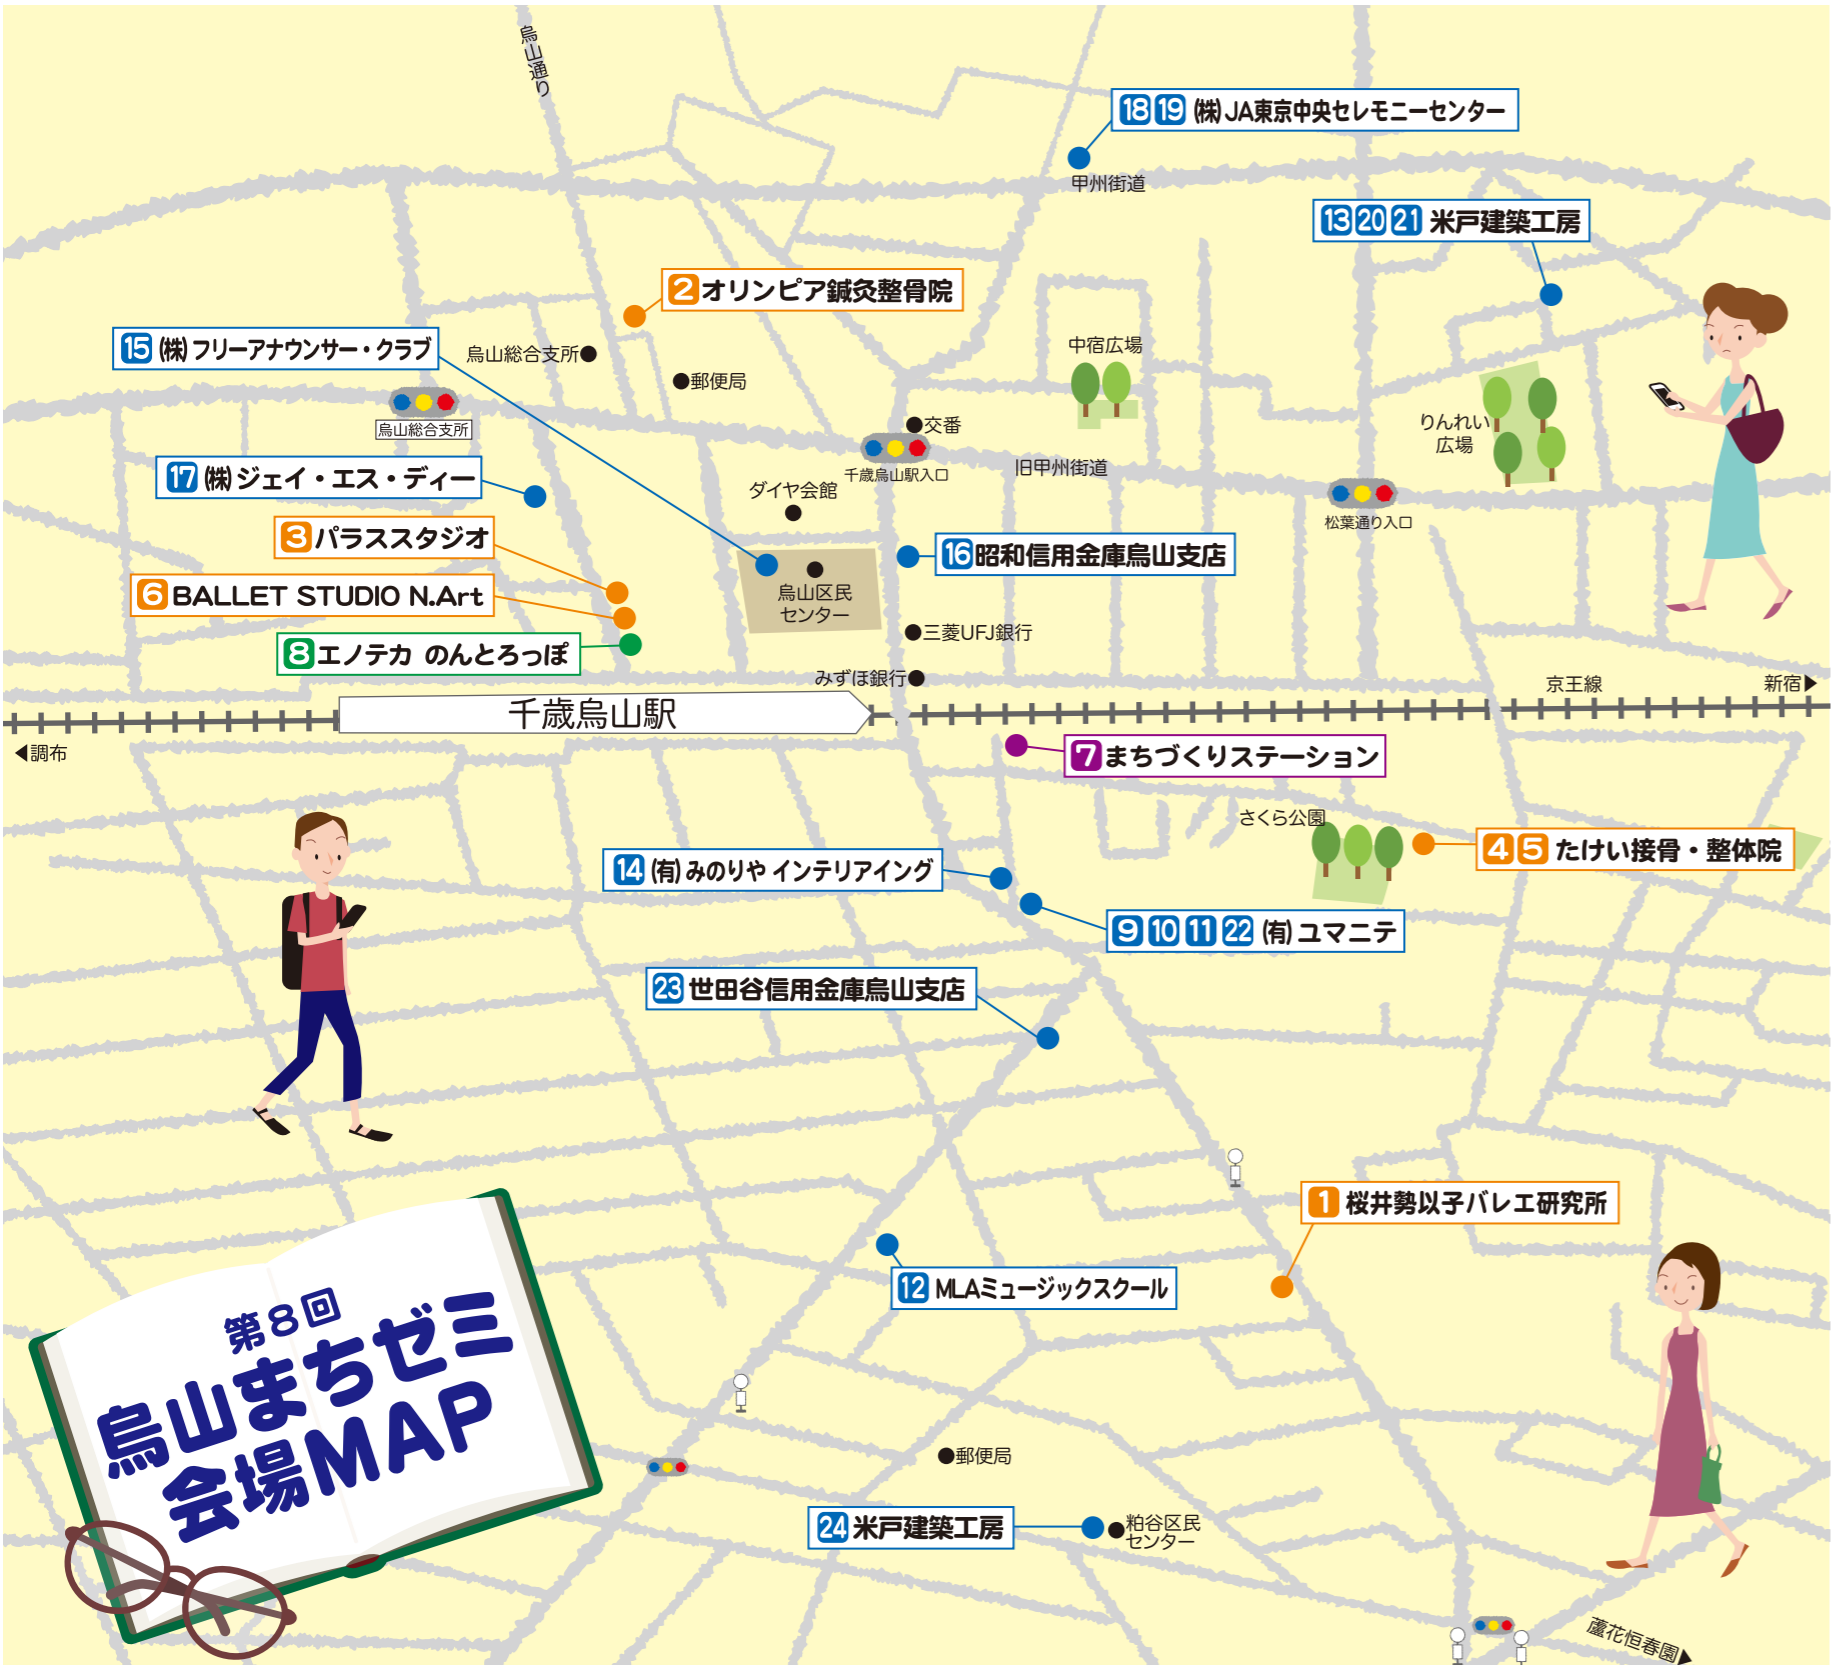 烏山通り
18 19 ㈱JA東京中央セレモニーセンター
甲州街道
13 20 21 米戸建築工房
2 オリンピア鍼灸整骨院
15 ㈱フリーアナウンサー・クラブ
烏山総合支所
中宿広場
郵便局
烏山総合支所
交番
りんれい
広場
千歳烏山駅入口
旧甲州街道
17 ㈱ジェイ・エス・ディー
ダイヤ会館
松葉通り入口
3 パラススタジオ
16 昭和信用金庫烏山支店
6 BALLET STUDIO N.Art
烏山区民
センター
8 エノテカ のんとろっぽ
三菱UFJ銀行
みずほ銀行
京王線
新宿▶
千歳烏山駅
◀調布
7 まちづくりステーション
さくら公園
4 5 たけい接骨・整体院
14 ㈲みのりや インテリアイング
9 10 11 22 ㈲ユマニテ
23 世田谷信用金庫烏山支店
1 桜井勢以子バレエ研究所
12 MLAミュージックスクール
第8回
烏山まちゼミ
会場MAP
郵便局
24 米戸建築工房
粕谷区民
センター
蘆花恒春園▶